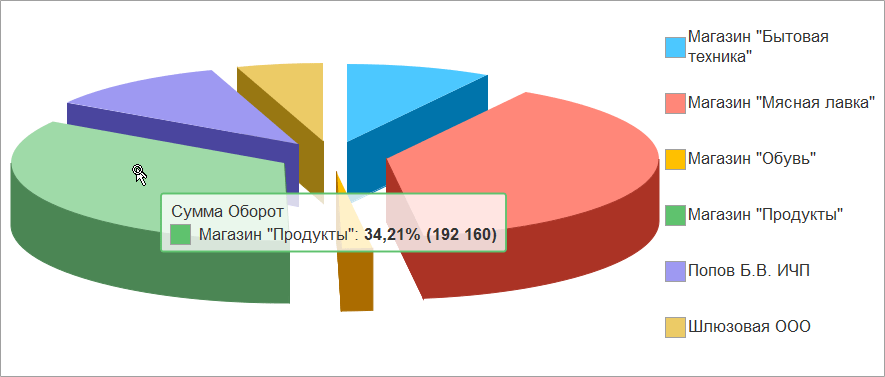 Магазин "Бытовая
техника"
Магазин "Мясная лавка"
Магазин "Обувь"
Сумма Оборот
Магазин "Продукты": 34,21% (192 160)
Магазин "Продукты"
Попов Б.В. ИЧП
Шлюзовая ООО